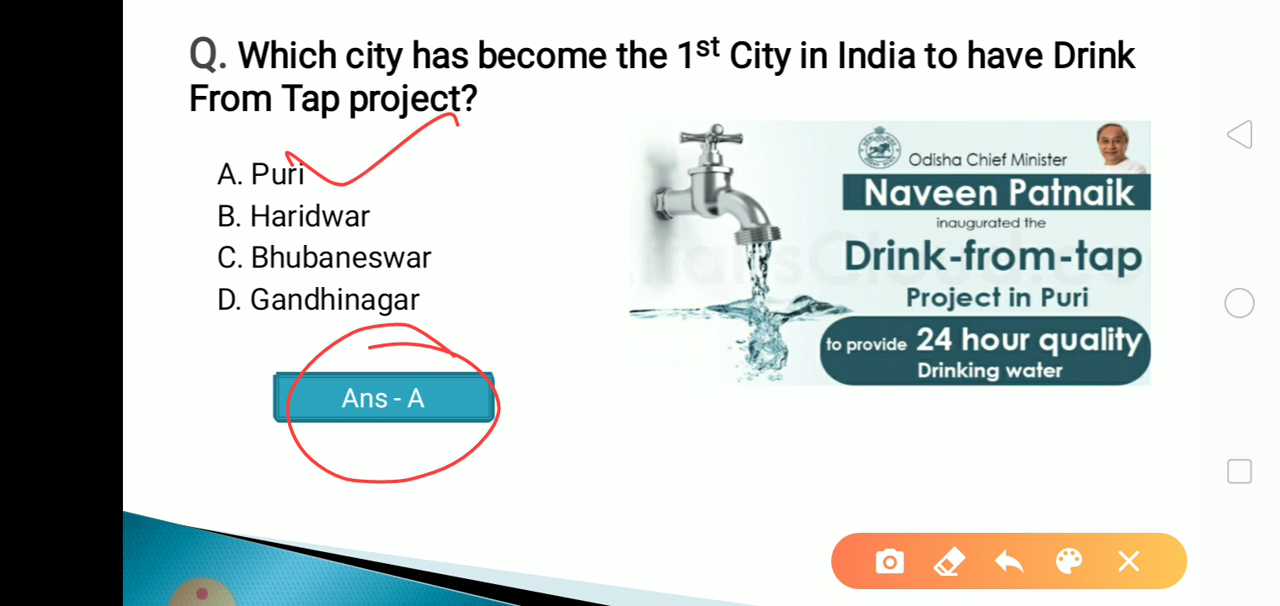 Q. Which city has become the 1st City in India to have Drink
From Tap project?
A. Puri
B. Haridwar
C. Bhubaneswar
D. Gandhinagar
Ans - A
Odisha Chief Minister
Naveen Patnaik
inaugurated the
Drink-from-tap
Project in Puri
to provide 24 hour quality
Drinking water